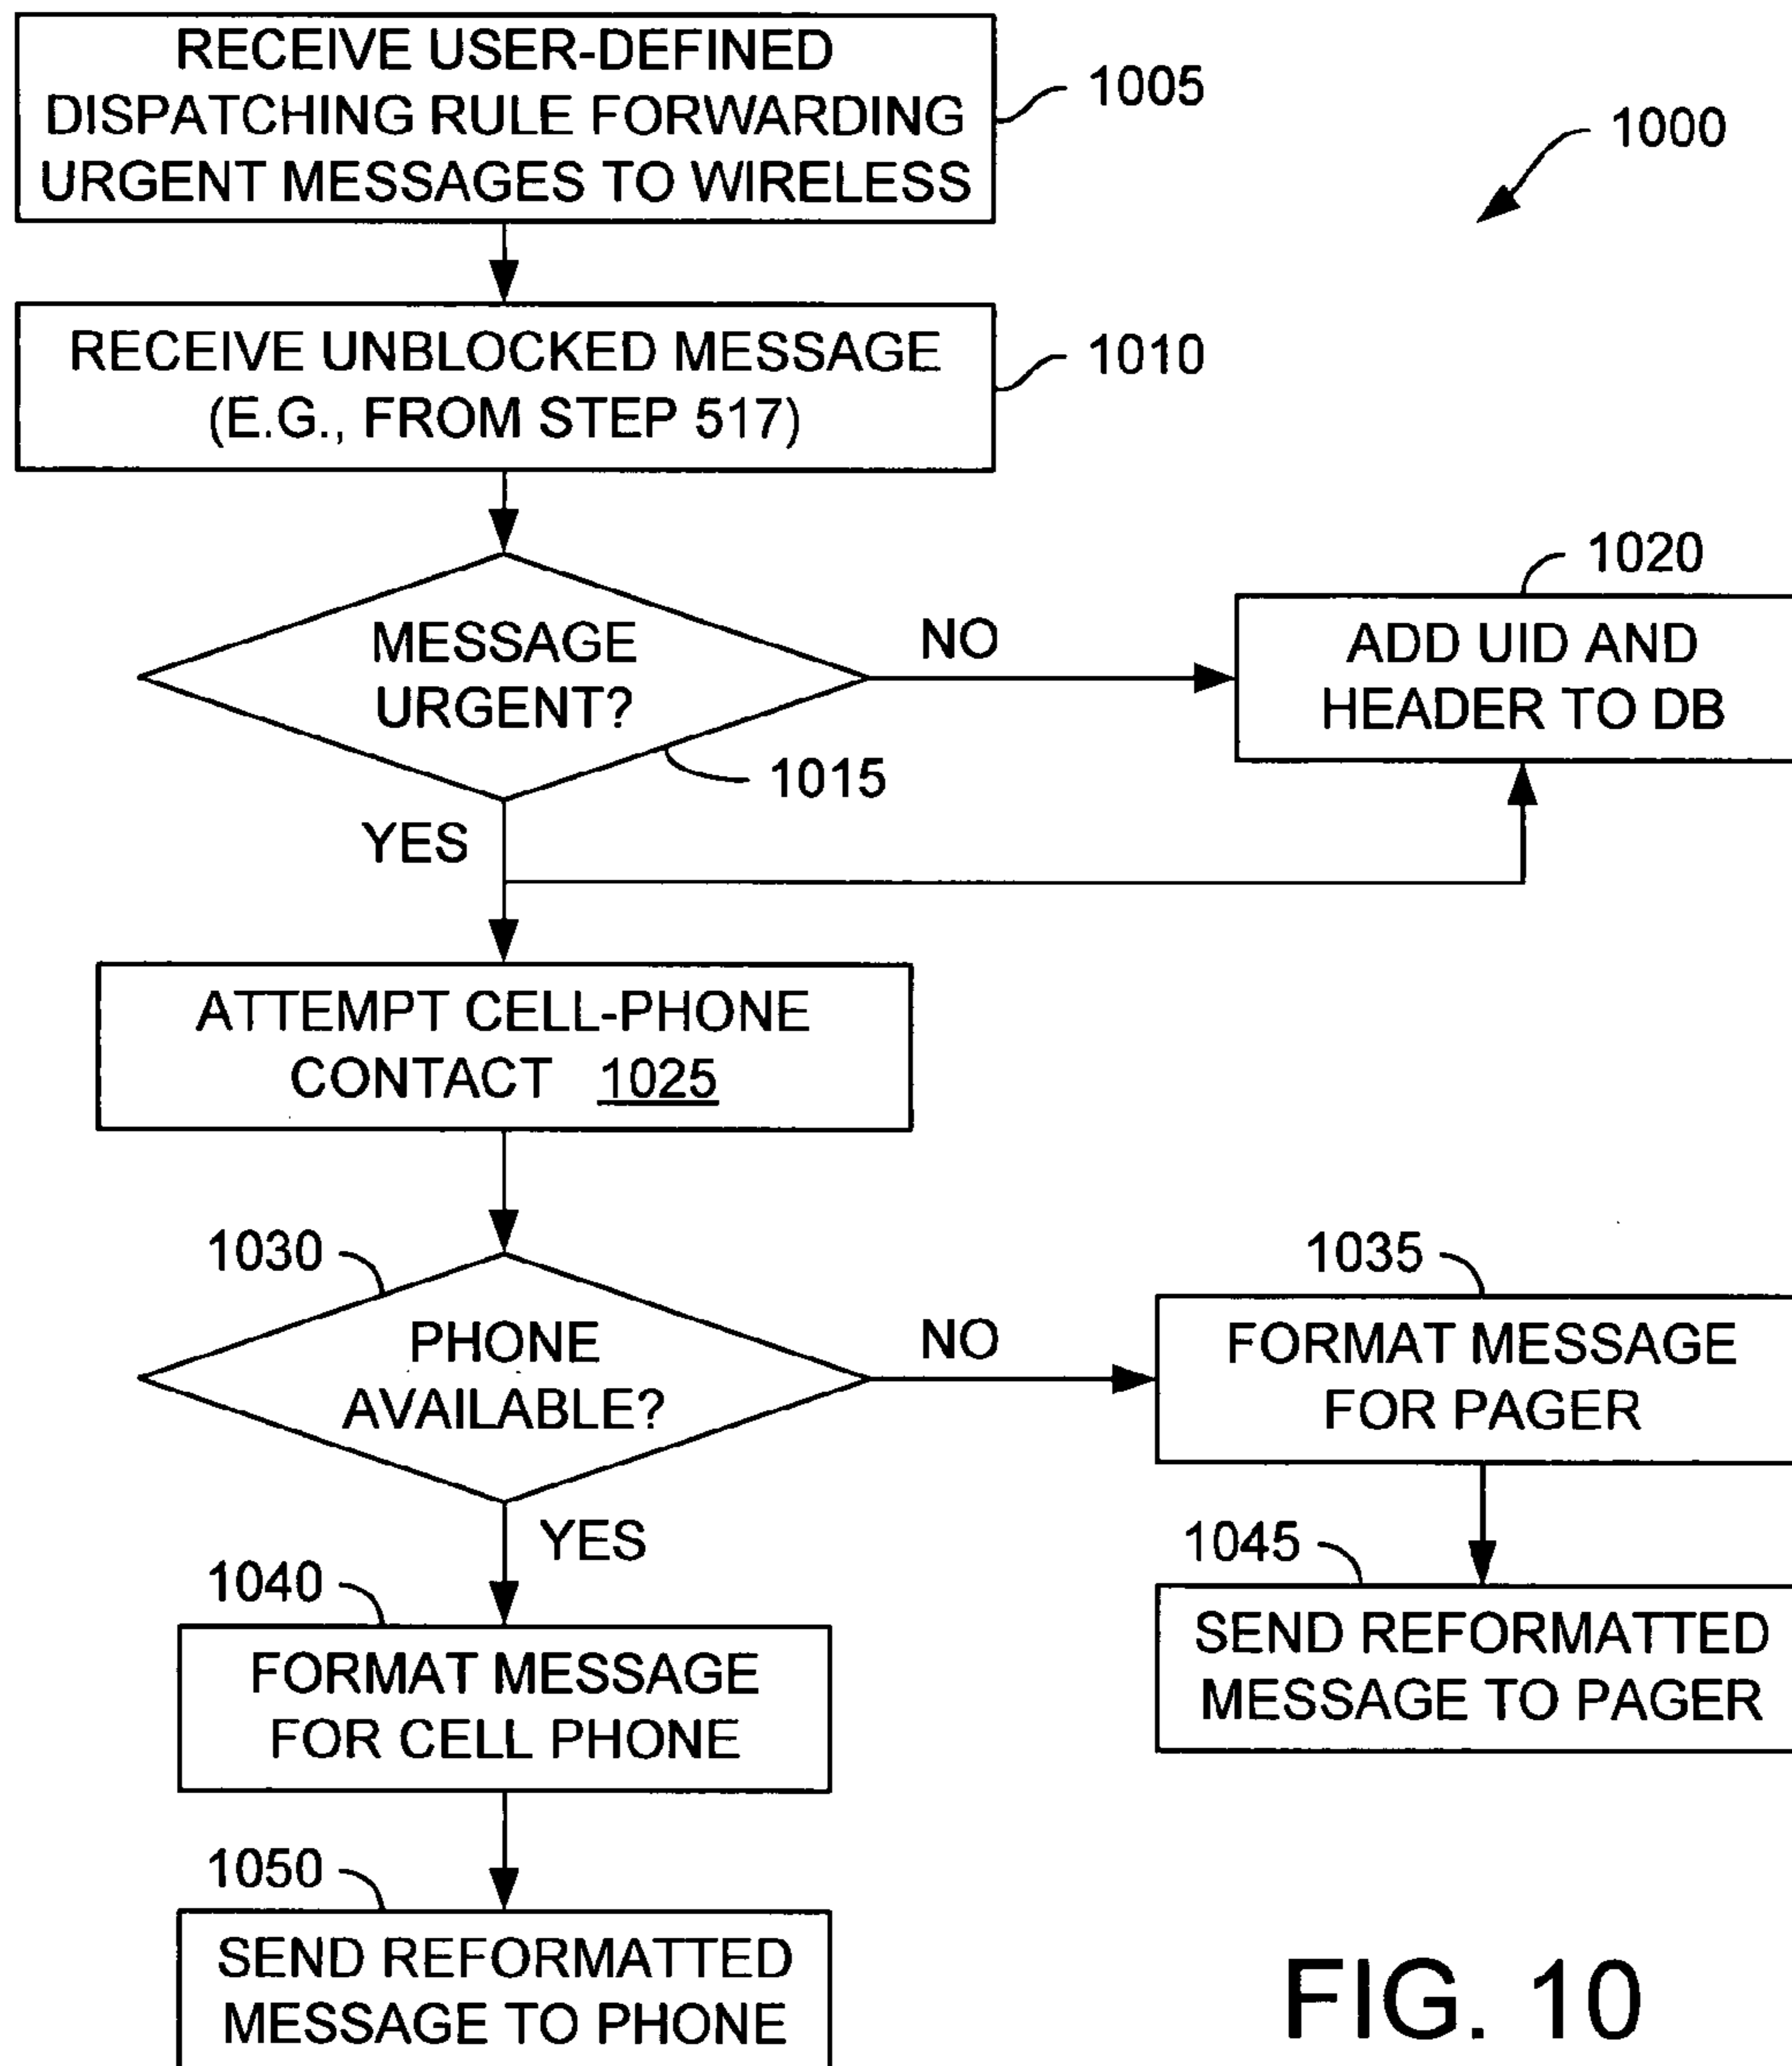 RECEIVE USER-DEFINED
DISPATCHING RULE FORWARDING
URGENT MESSAGES TO WIRELESS
1005
1000
RECEIVE UNBLOCKED MESSAGE
(E.G., FROM STEP 517)
1010
MESSAGE
URGENT?
1015
NO
1020
ADD UID AND
HEADER TO DB
YES
ATTEMPT CELL-PHONE
CONTACT 1025
1030
PHONE
AVAILABLE?
NO
1035
FORMAT MESSAGE
FOR PAGER
YES
1040
FORMAT MESSAGE
FOR CELL PHONE
1045
SEND REFORMATTED
MESSAGE TO PAGER
1050
SEND REFORMATTED
MESSAGE TO PHONE
FIG. 10